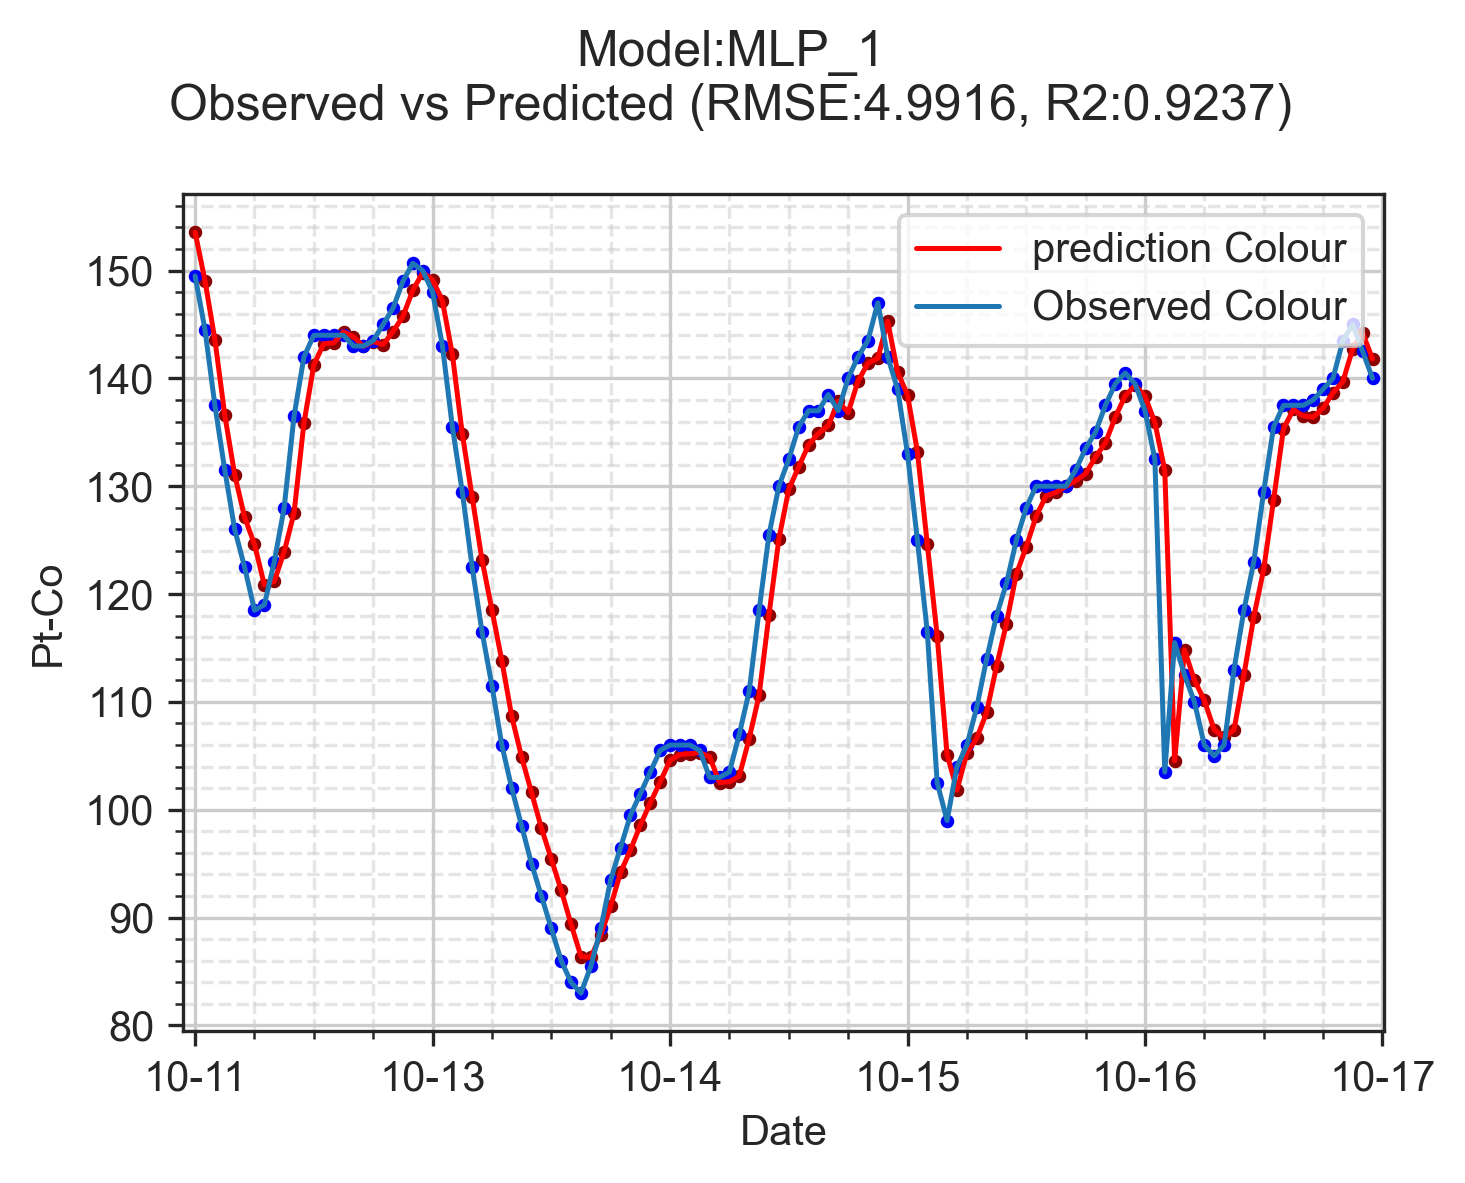 Model:MLP_1
Observed vs Predicted (RMSE:4.9916, R2:0.9237)
prediction Colour
Observed Colour
150
140
130
120
110
100
90
80
Pt-Co
10-11 10-13 10-14 10-15 10-16 10-17
Date